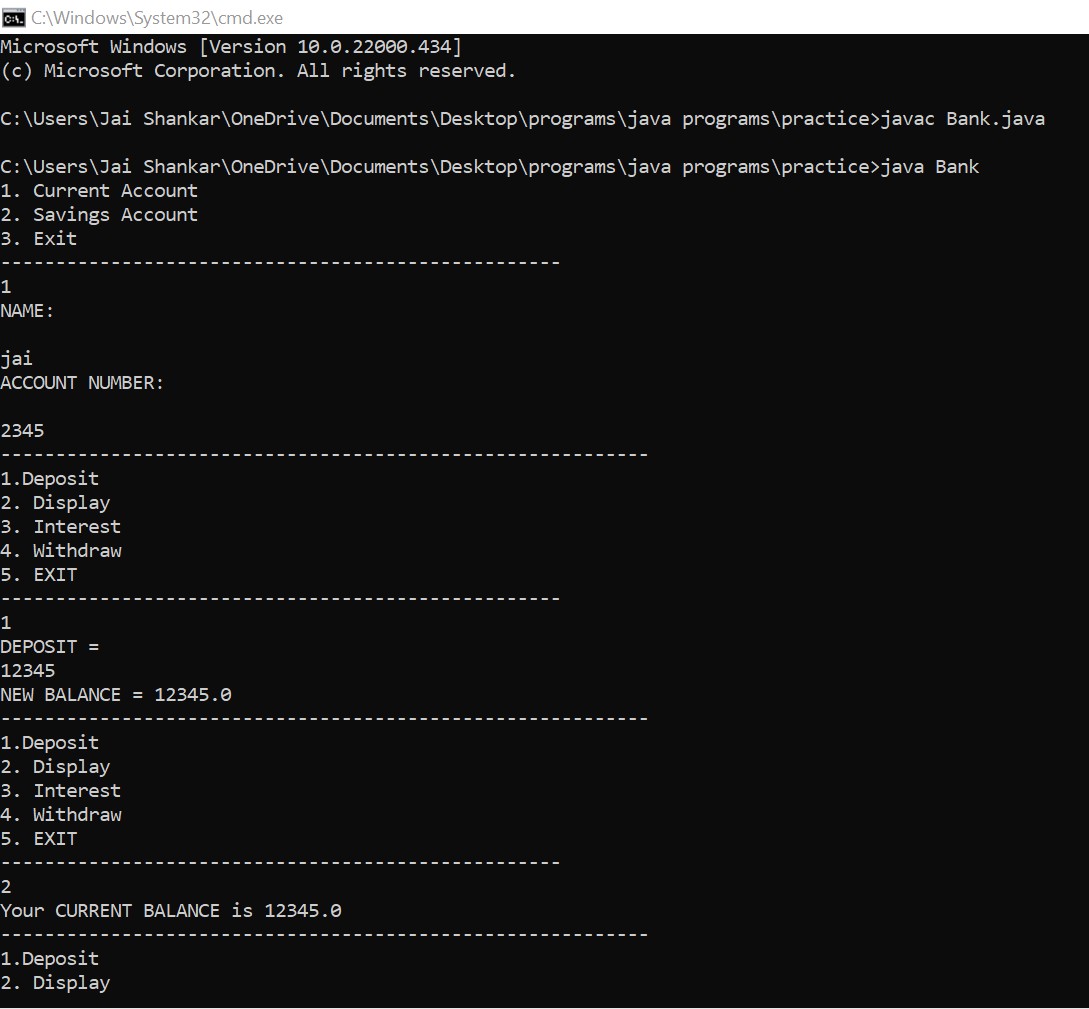 C:\Windows\System32\cmd.exe
Microsoft Windows [Version 10.0.22000.434]
(c) Microsoft Corporation. All rights reserved.
C:\Users\Jai Shankar\OneDrive\Documents\Desktop\programs\java programs\practice>javac Bank.java
C:\Users\Jai Shankar\OneDrive\Documents\Desktop\programs\java programs\practice>java Bank
1. Current Account
2. Savings Account
3. Exit
---------------------------------------------------
1
NAME:
jai
ACCOUNT NUMBER:
2345
-----------------------------------------------------------
1.Deposit
2. Display
3. Interest
4. Withdraw
5. EXIT
---------------------------------------------------
1
DEPOSIT =
12345
NEW BALANCE = 12345.0
-----------------------------------------------------------
1.Deposit
2. Display
3. Interest
4. Withdraw
5. EXIT
---------------------------------------------------
2
Your CURRENT BALANCE is 12345.0
-----------------------------------------------------------
1.Deposit
2. Display